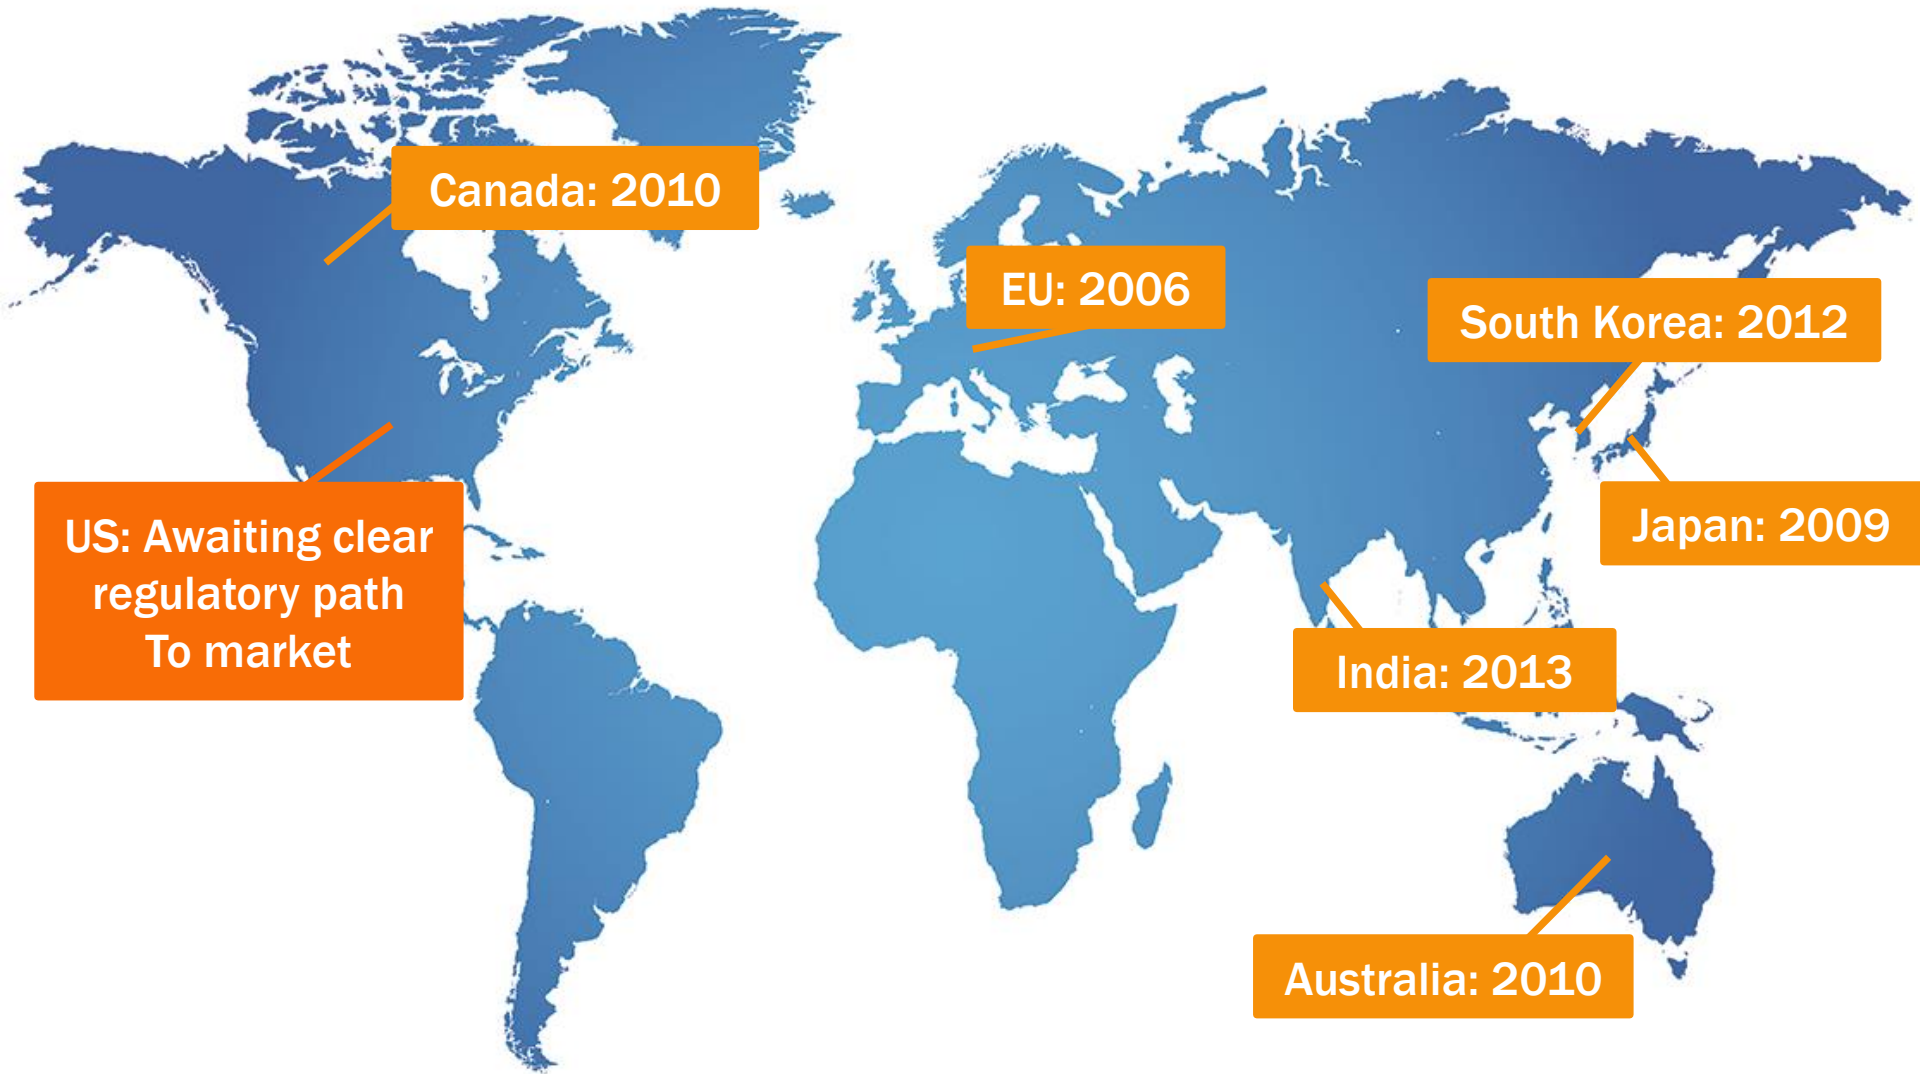 Canada: 2010
EU: 2006
South Korea: 2012
US: Awaiting clear
regulatory path
To market
Japan: 2009
India: 2013
Australia: 2010